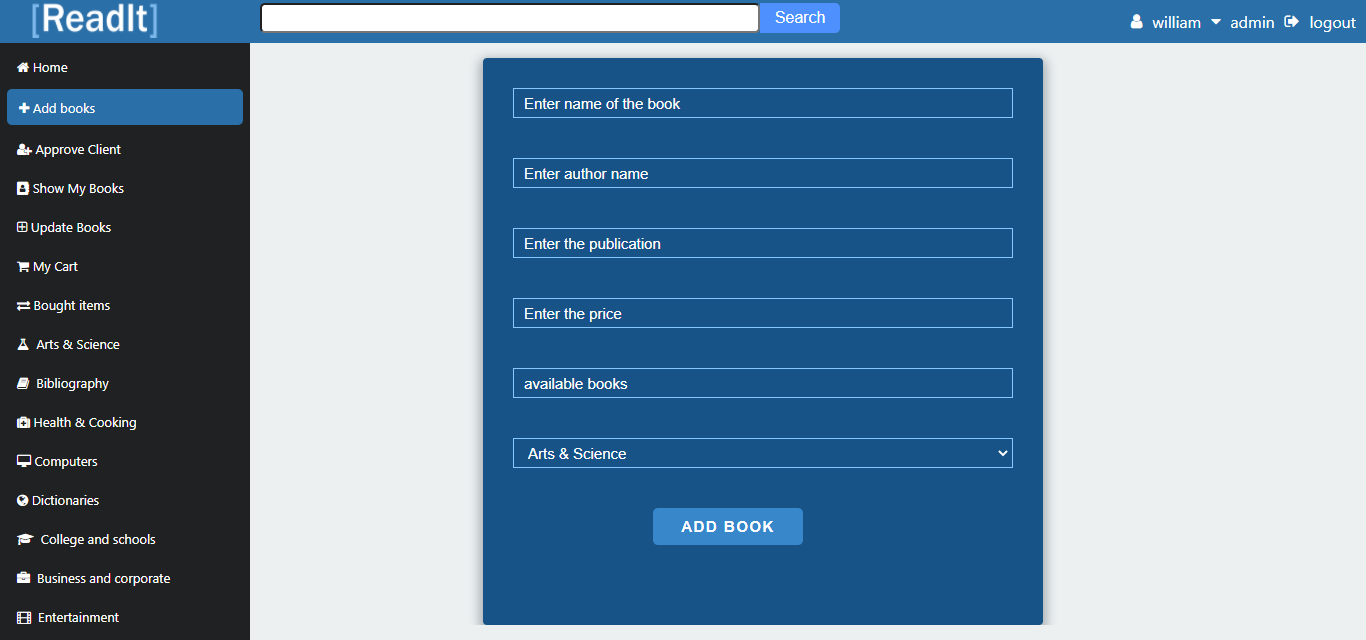 [ReadIt]
Search
william
admin
logout
Home
Add books
Approve Client
Show My Books
Update Books
My Cart
Bought items
Arts & Science
Bibliography
Health & Cooking
Computers
Dictionaries
College and schools
Business and corporate
Entertainment
Enter name of the book
Enter author name
Enter the publication
Enter the price
available books
Arts & Science
ADD BOOK